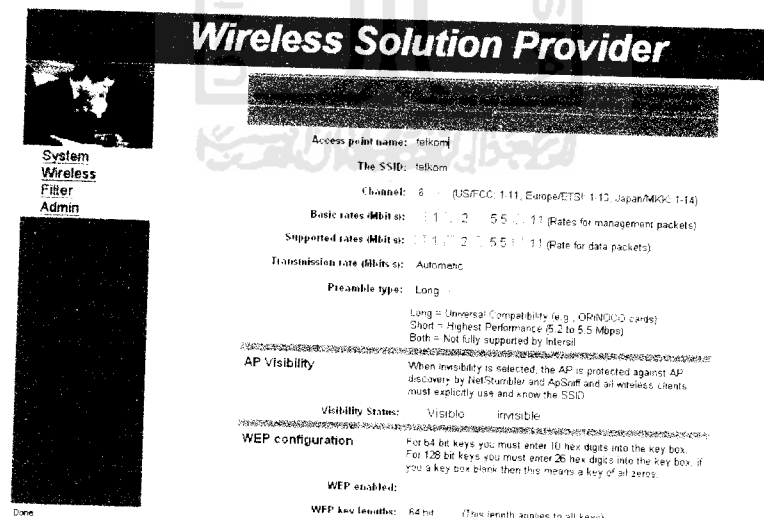 Wireless Solution Provider
System
Wireless
Filter
Admin
Access point name: telkom
The SSID: telkom
Channel: 6 (US/FCC: 1-11, Europe/ETSI: 1-13, Japan/MKK: 1-14)
Basic rates (Mbit/s): 1 2 5.5 11 (Rates for management packets)
Supported rates (Mbit/s): 1 2 5.5 11 (Rate for data packets)
Transmission rate (Mbits/s): Automatic
Preamble type: Long
Long = Universal Compatibility (e.g., ORiNOCO cards)
Short = Highest Performance (5.2 to 5.5 Mbps)
Both = Not fully supported by Intersil
AP Visibility
When invisibility is selected, the AP is protected against AP
discovery by NetStumbler and ApSniff and all wireless clients
must explicitly use and know the SSID
Visibility Status: Visible invisible
WEP configuration
For 64 bit keys you must enter 10 hex digits into the key box.
For 128 bit keys you must enter 26 hex digits into the key box. if
you a key box blank then this means a key of all zeros.
WEP enabled:
WEP key lengths: 64 bit (This length applies to all keys)
Done